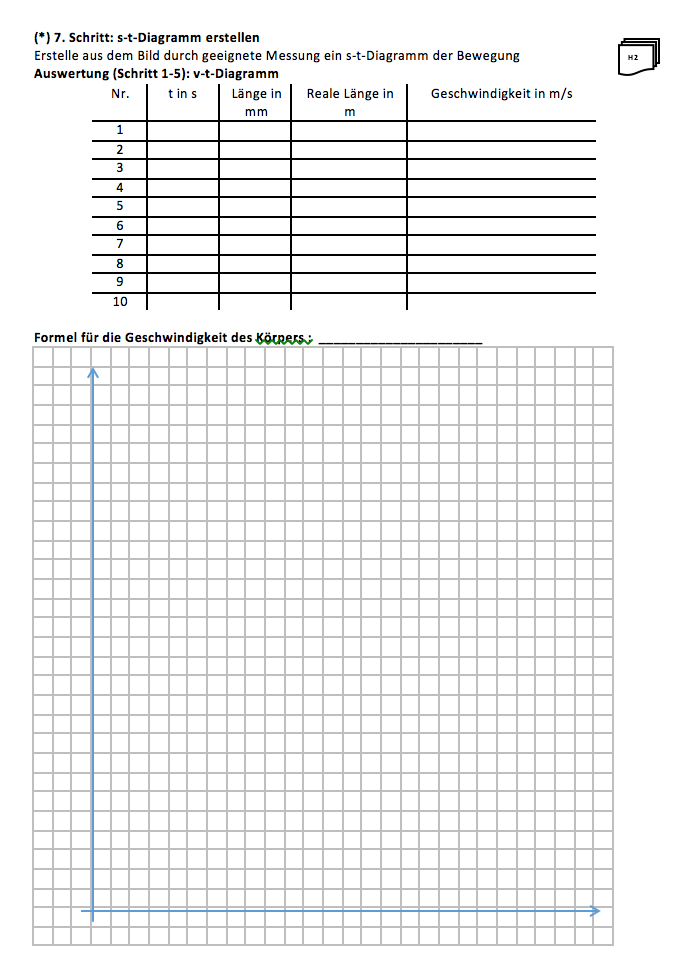 (*) 7. Schritt: s-t-Diagramm erstellen
Erstelle aus dem Bild durch geeignete Messung ein s-t-Diagramm der Bewegung
H2
Auswertung (Schritt 1-5): v-t-Diagramm
Nr. t in s Länge in mm Reale Länge in m Geschwindigkeit in m/s
1
2
3
4
5
6
7
8
9
10
Formel für die Geschwindigkeit des Körpers : ______________________